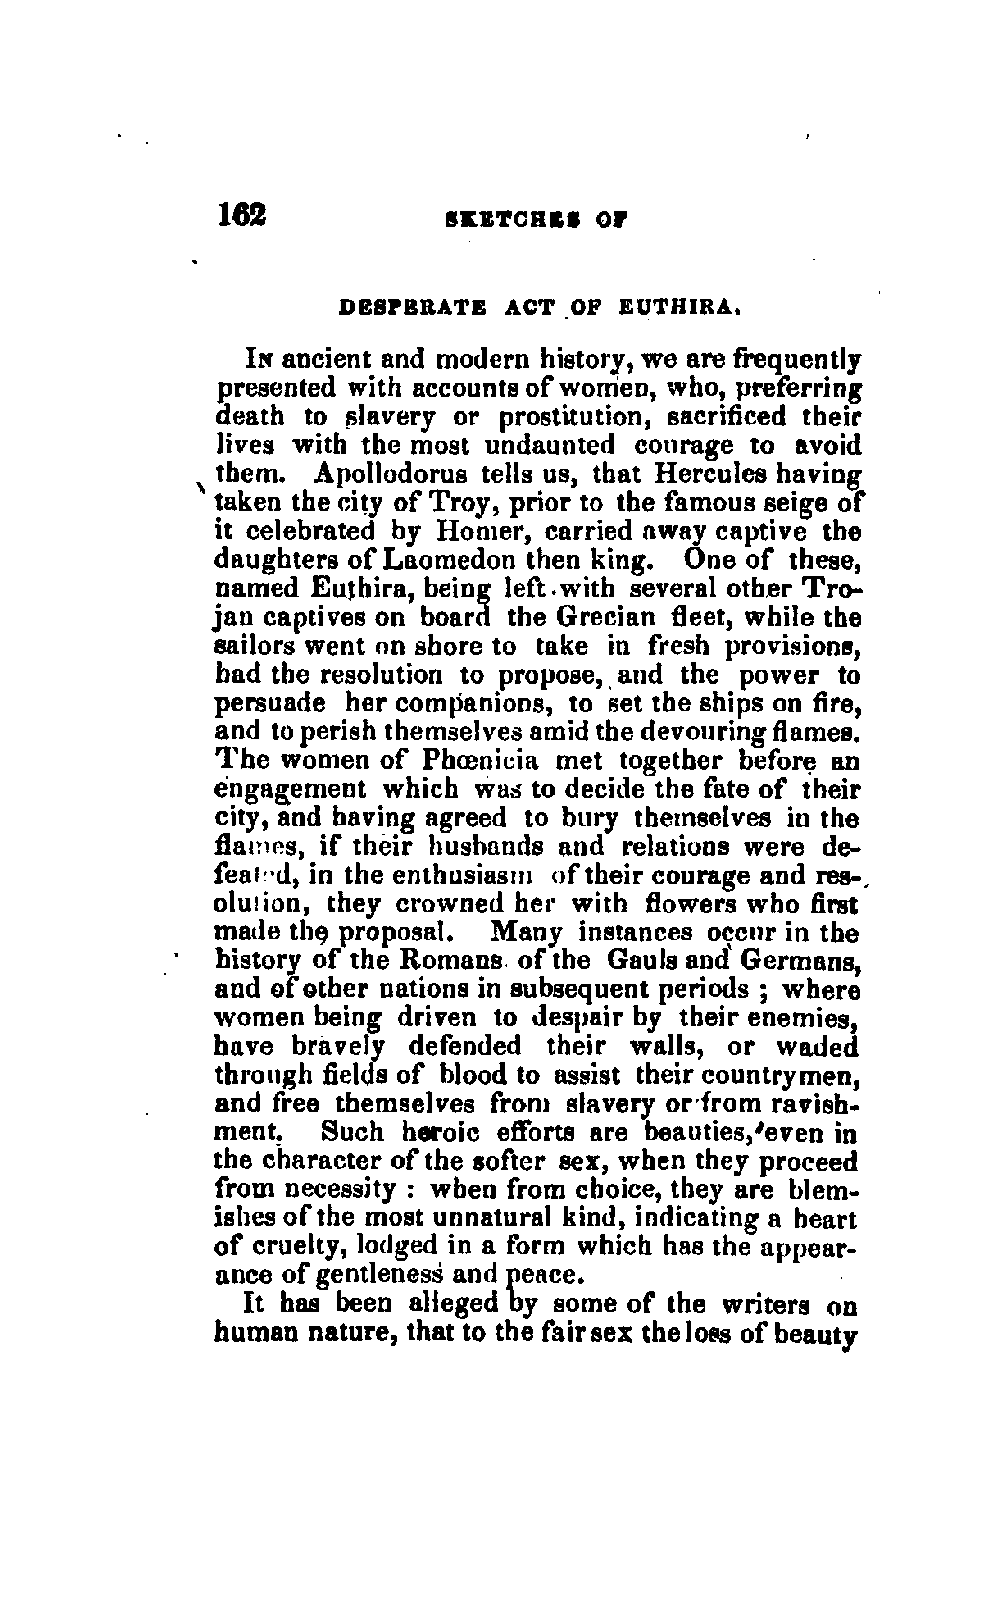 162 SKETCHES OF
DESPERATE ACT OF EUTHIRA.
IN ancient and modern history, we are frequently
presented with accounts of women, who, preferring
death to slavery or prostitution, sacrificed their
lives with the most undaunted courage to avoid
them. Apollodorus tells us, that Hercules having
taken the city of Troy, prior to the famous seige of
it celebrated by Homer, carried away captive the
daughters of Laomedon then king. One of these,
named Euthira, being left with several other Tro-
jan captives on board the Grecian fleet, while the
sailors went on shore to take in fresh provisions,
had the resolution to propose, and the power to
persuade her companions, to set the ships on fire,
and to perish themselves amid the devouring flames.
The women of Phœnicia met together before an
engagement which was to decide the fate of their
city, and having agreed to bury themselves in the
flames, if their husbands and relations were de-
feated, in the enthusiasm of their courage and res-
olution, they crowned her with flowers who first
made the proposal. Many instances occur in the
history of the Romans of the Gauls and Germans,
and of other nations in subsequent periods ; where
women being driven to despair by their enemies,
have bravely defended their walls, or waded
through fields of blood to assist their countrymen,
and free themselves from slavery or from ravish-
ment. Such heroic efforts are beauties, even in
the character of the softer sex, when they proceed
from necessity : when from choice, they are blem-
ishes of the most unnatural kind, indicating a heart
of cruelty, lodged in a form which has the appear-
ance of gentleness and peace.
It has been alleged by some of the writers on
human nature, that to the fair sex the loss of beauty